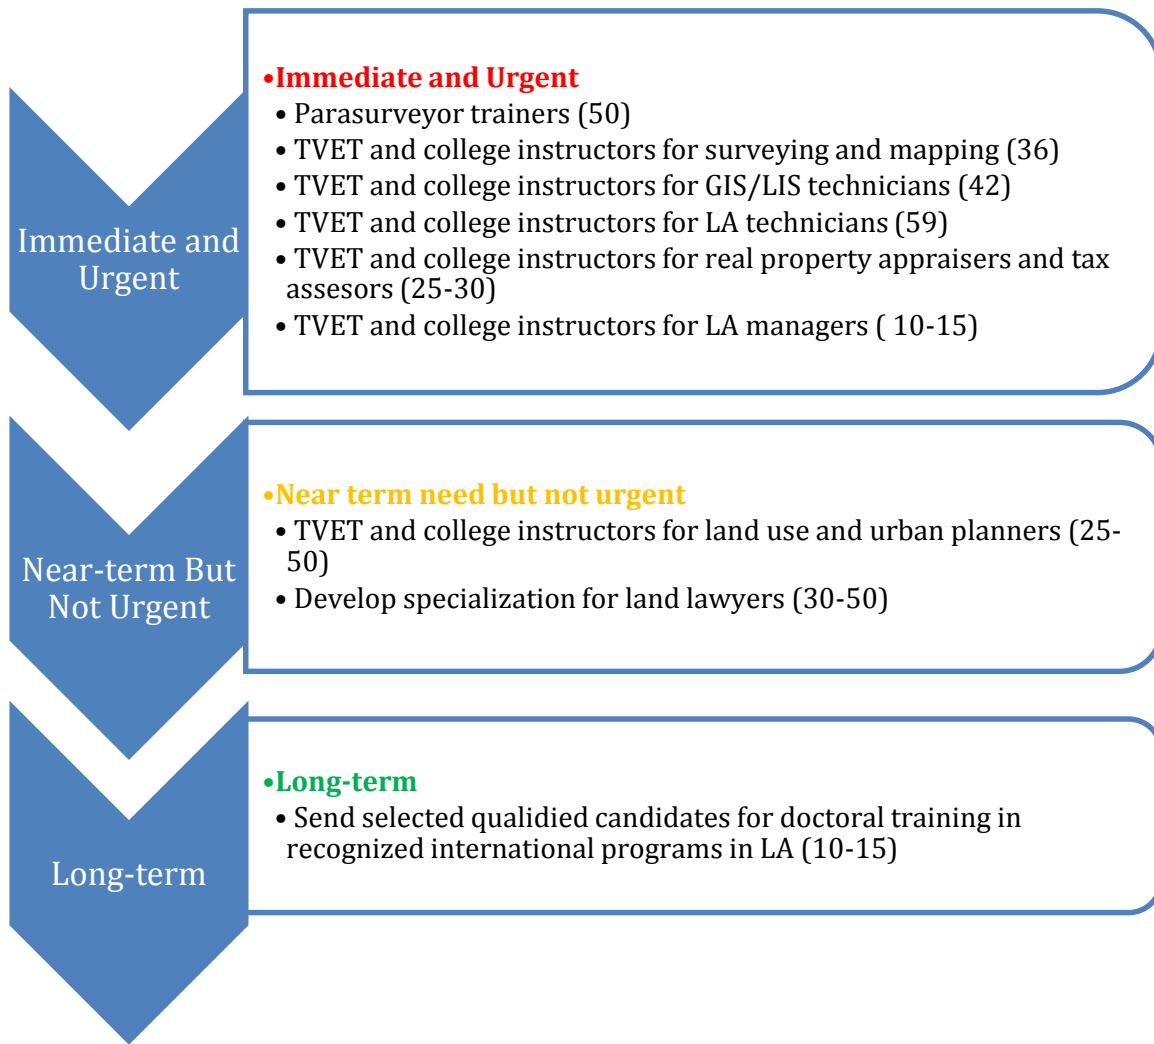 Immediate and
Urgent
•Immediate and Urgent
• Parasurveyor trainers (50)
• TVET and college instructors for surveying and mapping (36)
• TVET and college instructors for GIS/LIS technicians (42)
• TVET and college instructors for LA technicians (59)
• TVET and college instructors for real property appraisers and tax
assesors (25-30)
• TVET and college instructors for LA managers ( 10-15)
Near-term But
Not Urgent
•Near term need but not urgent
• TVET and college instructors for land use and urban planners (25-
50)
• Develop specialization for land lawyers (30-50)
Long-term
•Long-term
• Send selected qualidied candidates for doctoral training in
recognized international programs in LA (10-15)